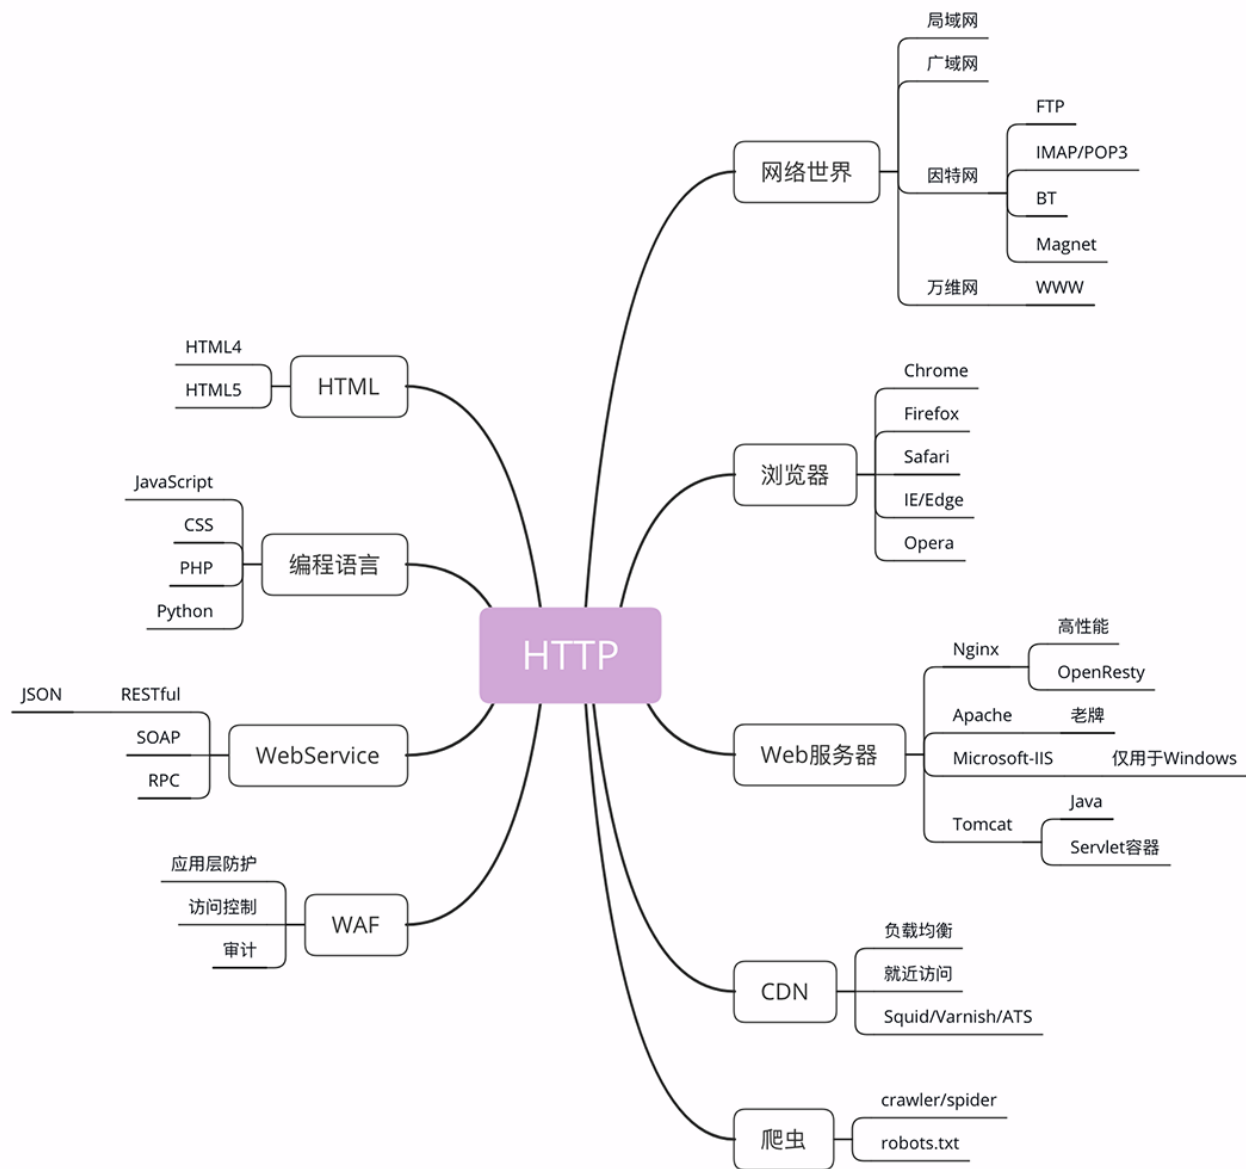 HTTP
网络世界
局域网
广域网
因特网
FTP
IMAP/POP3
BT
Magnet
万维网
WWW
浏览器
Chrome
Firefox
Safari
IE/Edge
Opera
Web服务器
Nginx
高性能
OpenResty
Apache
老牌
Microsoft-IIS
仅用于Windows
Tomcat
Java
Servlet容器
CDN
负载均衡
就近访问
Squid/Varnish/ATS
爬虫
crawler/spider
robots.txt
HTML
HTML4
HTML5
编程语言
JavaScript
CSS
PHP
Python
WebService
RESTful
JSON
SOAP
RPC
WAF
应用层防护
访问控制
审计